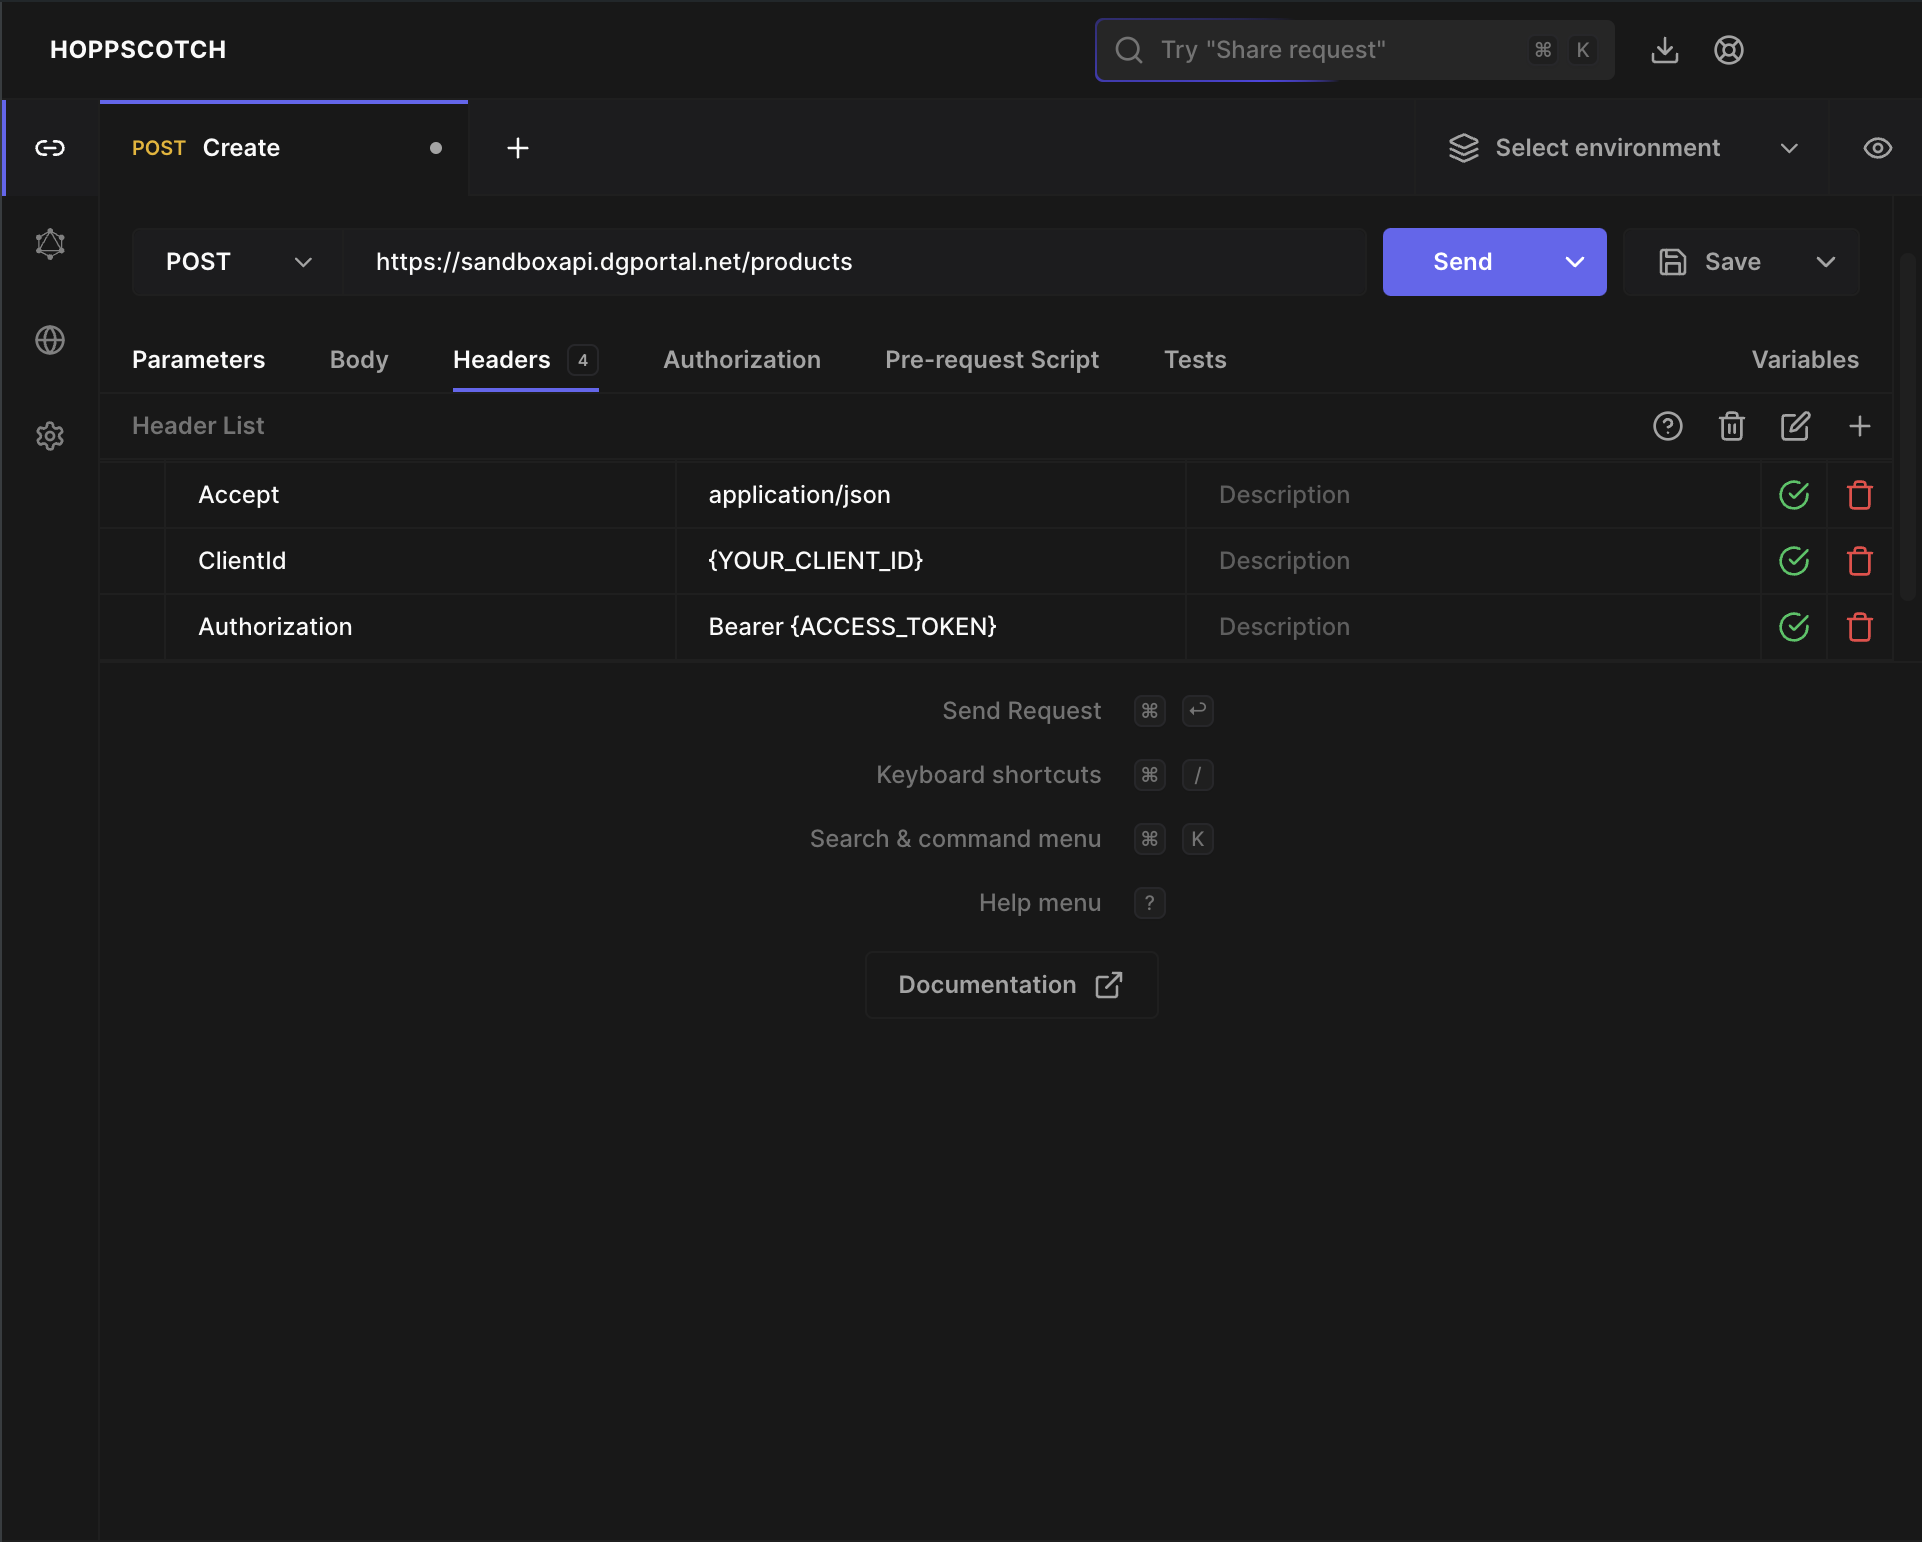 HOPPSCOTCH
Try "Share request" ⌘ K
POST Create
Select environment
POST https://sandboxapi.dgportal.net/products Send Save
Parameters Body Headers 4 Authorization Pre-request Script Tests Variables
Header List
Accept application/json Description
ClientId {YOUR_CLIENT_ID} Description
Authorization Bearer {ACCESS_TOKEN} Description
Send Request ⌘ ↩
Keyboard shortcuts ⌘ /
Search & command menu ⌘ K
Help menu ?
Documentation